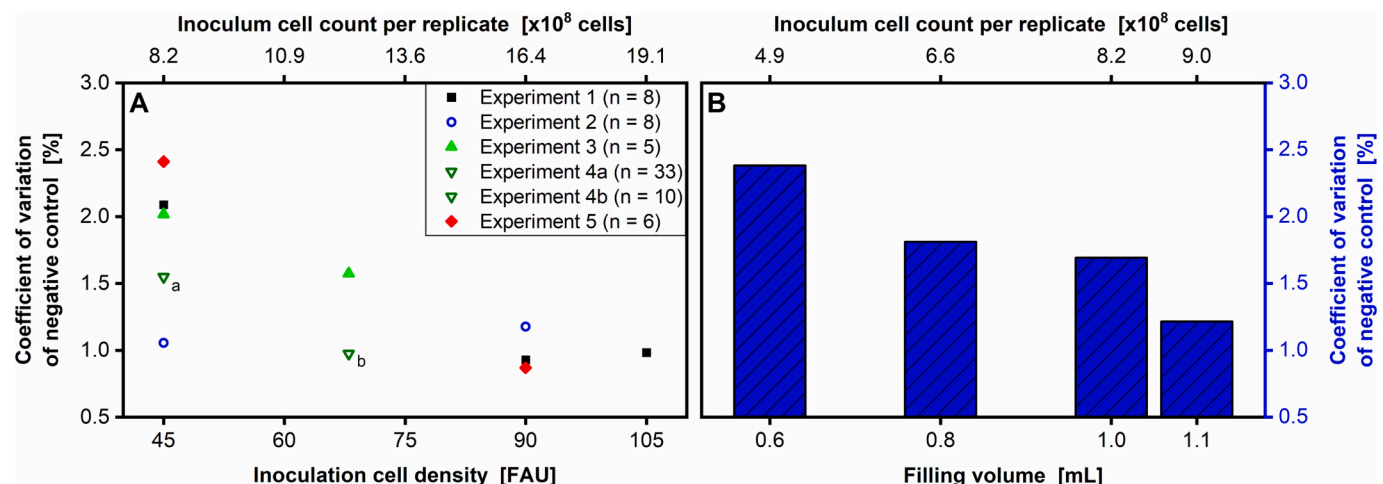 Inoculum cell count per replicate [x10⁸ cells]
8.2 10.9 13.6 16.4 19.1
3.0
2.5
2.0
1.5
1.0
0.5
Coefficient of variation
of negative control [%]
A
Experiment 1 (n = 8)
Experiment 2 (n = 8)
Experiment 3 (n = 5)
Experiment 4a (n = 33)
Experiment 4b (n = 10)
Experiment 5 (n = 6)
a
b
45 60 75 90 105
Inoculation cell density [FAU]
Inoculum cell count per replicate [x10⁸ cells]
4.9 6.6 8.2 9.0
B
3.0
2.5
2.0
1.5
1.0
0.5
Coefficient of variation
of negative control [%]
0.6 0.8 1.0 1.1
Filling volume [mL]